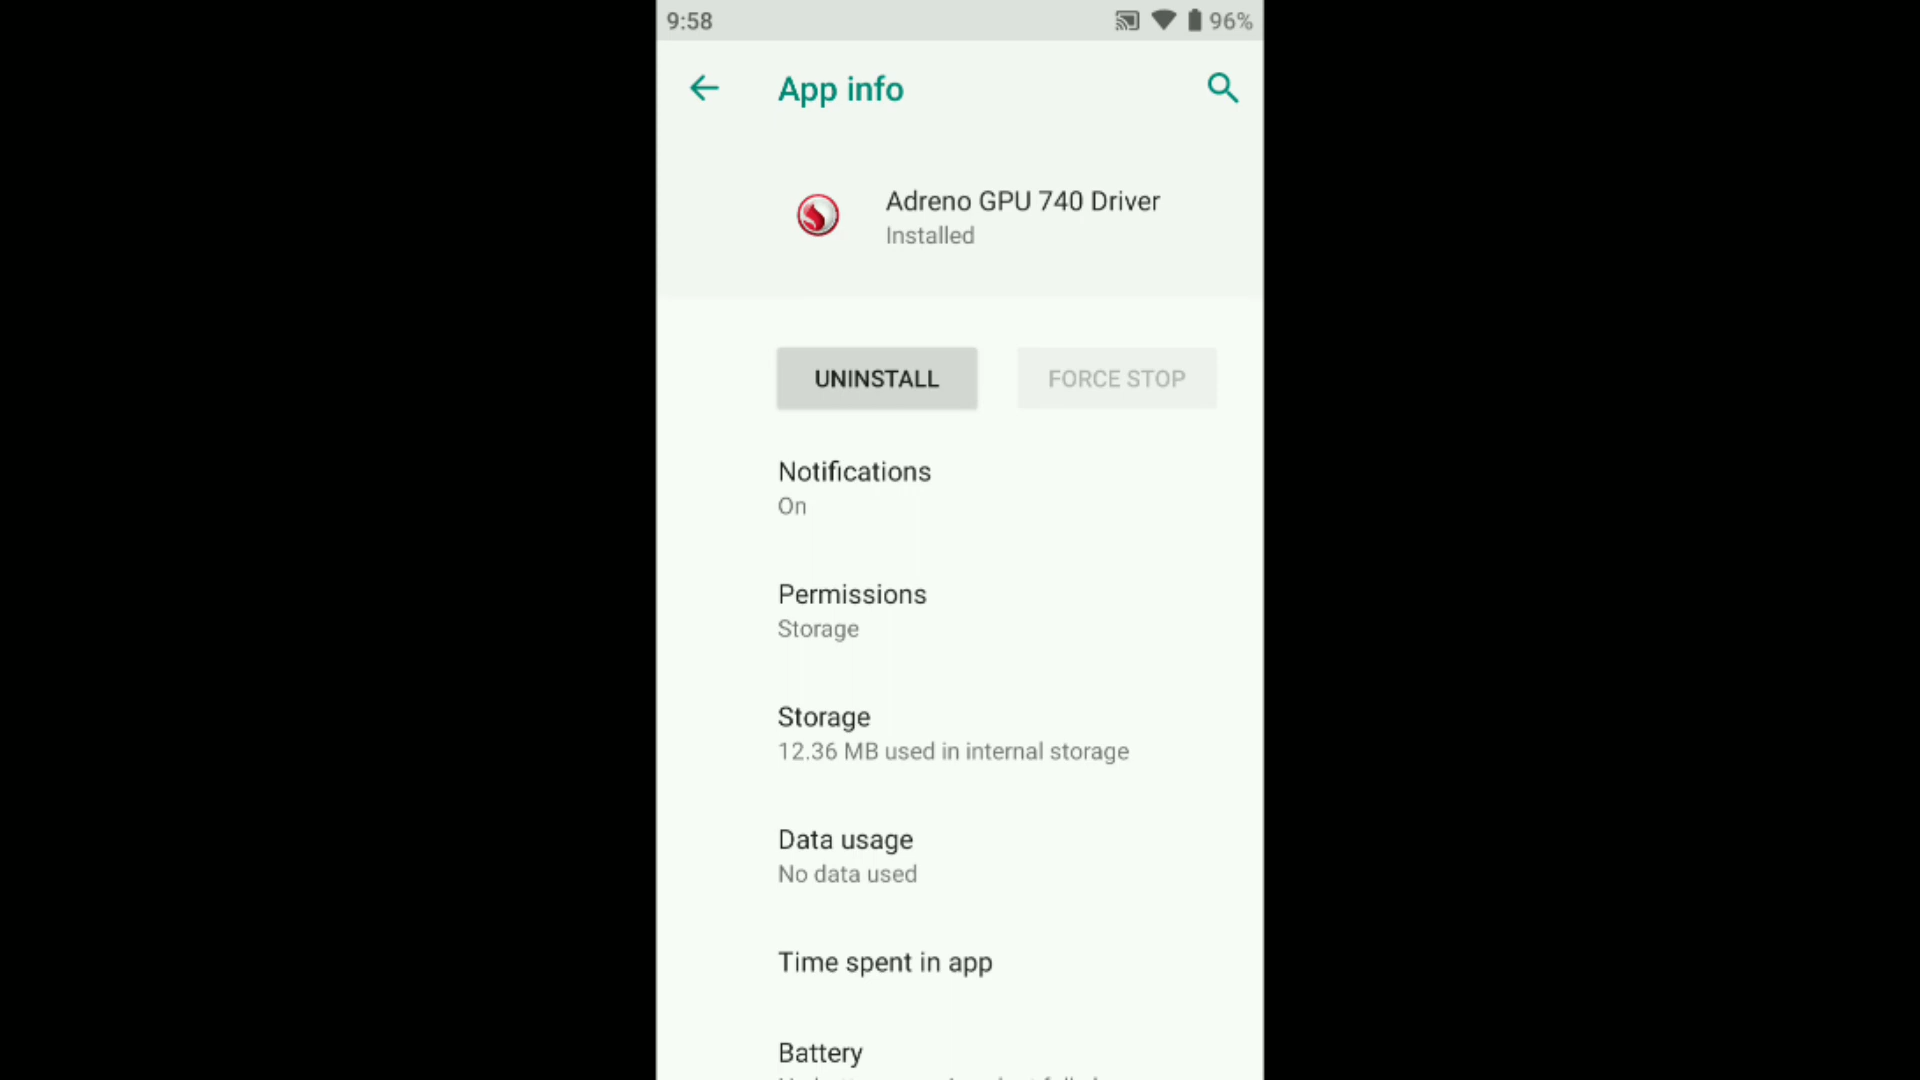 9:58
96%
App info
Adreno GPU 740 Driver
Installed
UNINSTALL
FORCE STOP
Notifications
On
Permissions
Storage
Storage
12.36 MB used in internal storage
Data usage
No data used
Time spent in app
Battery